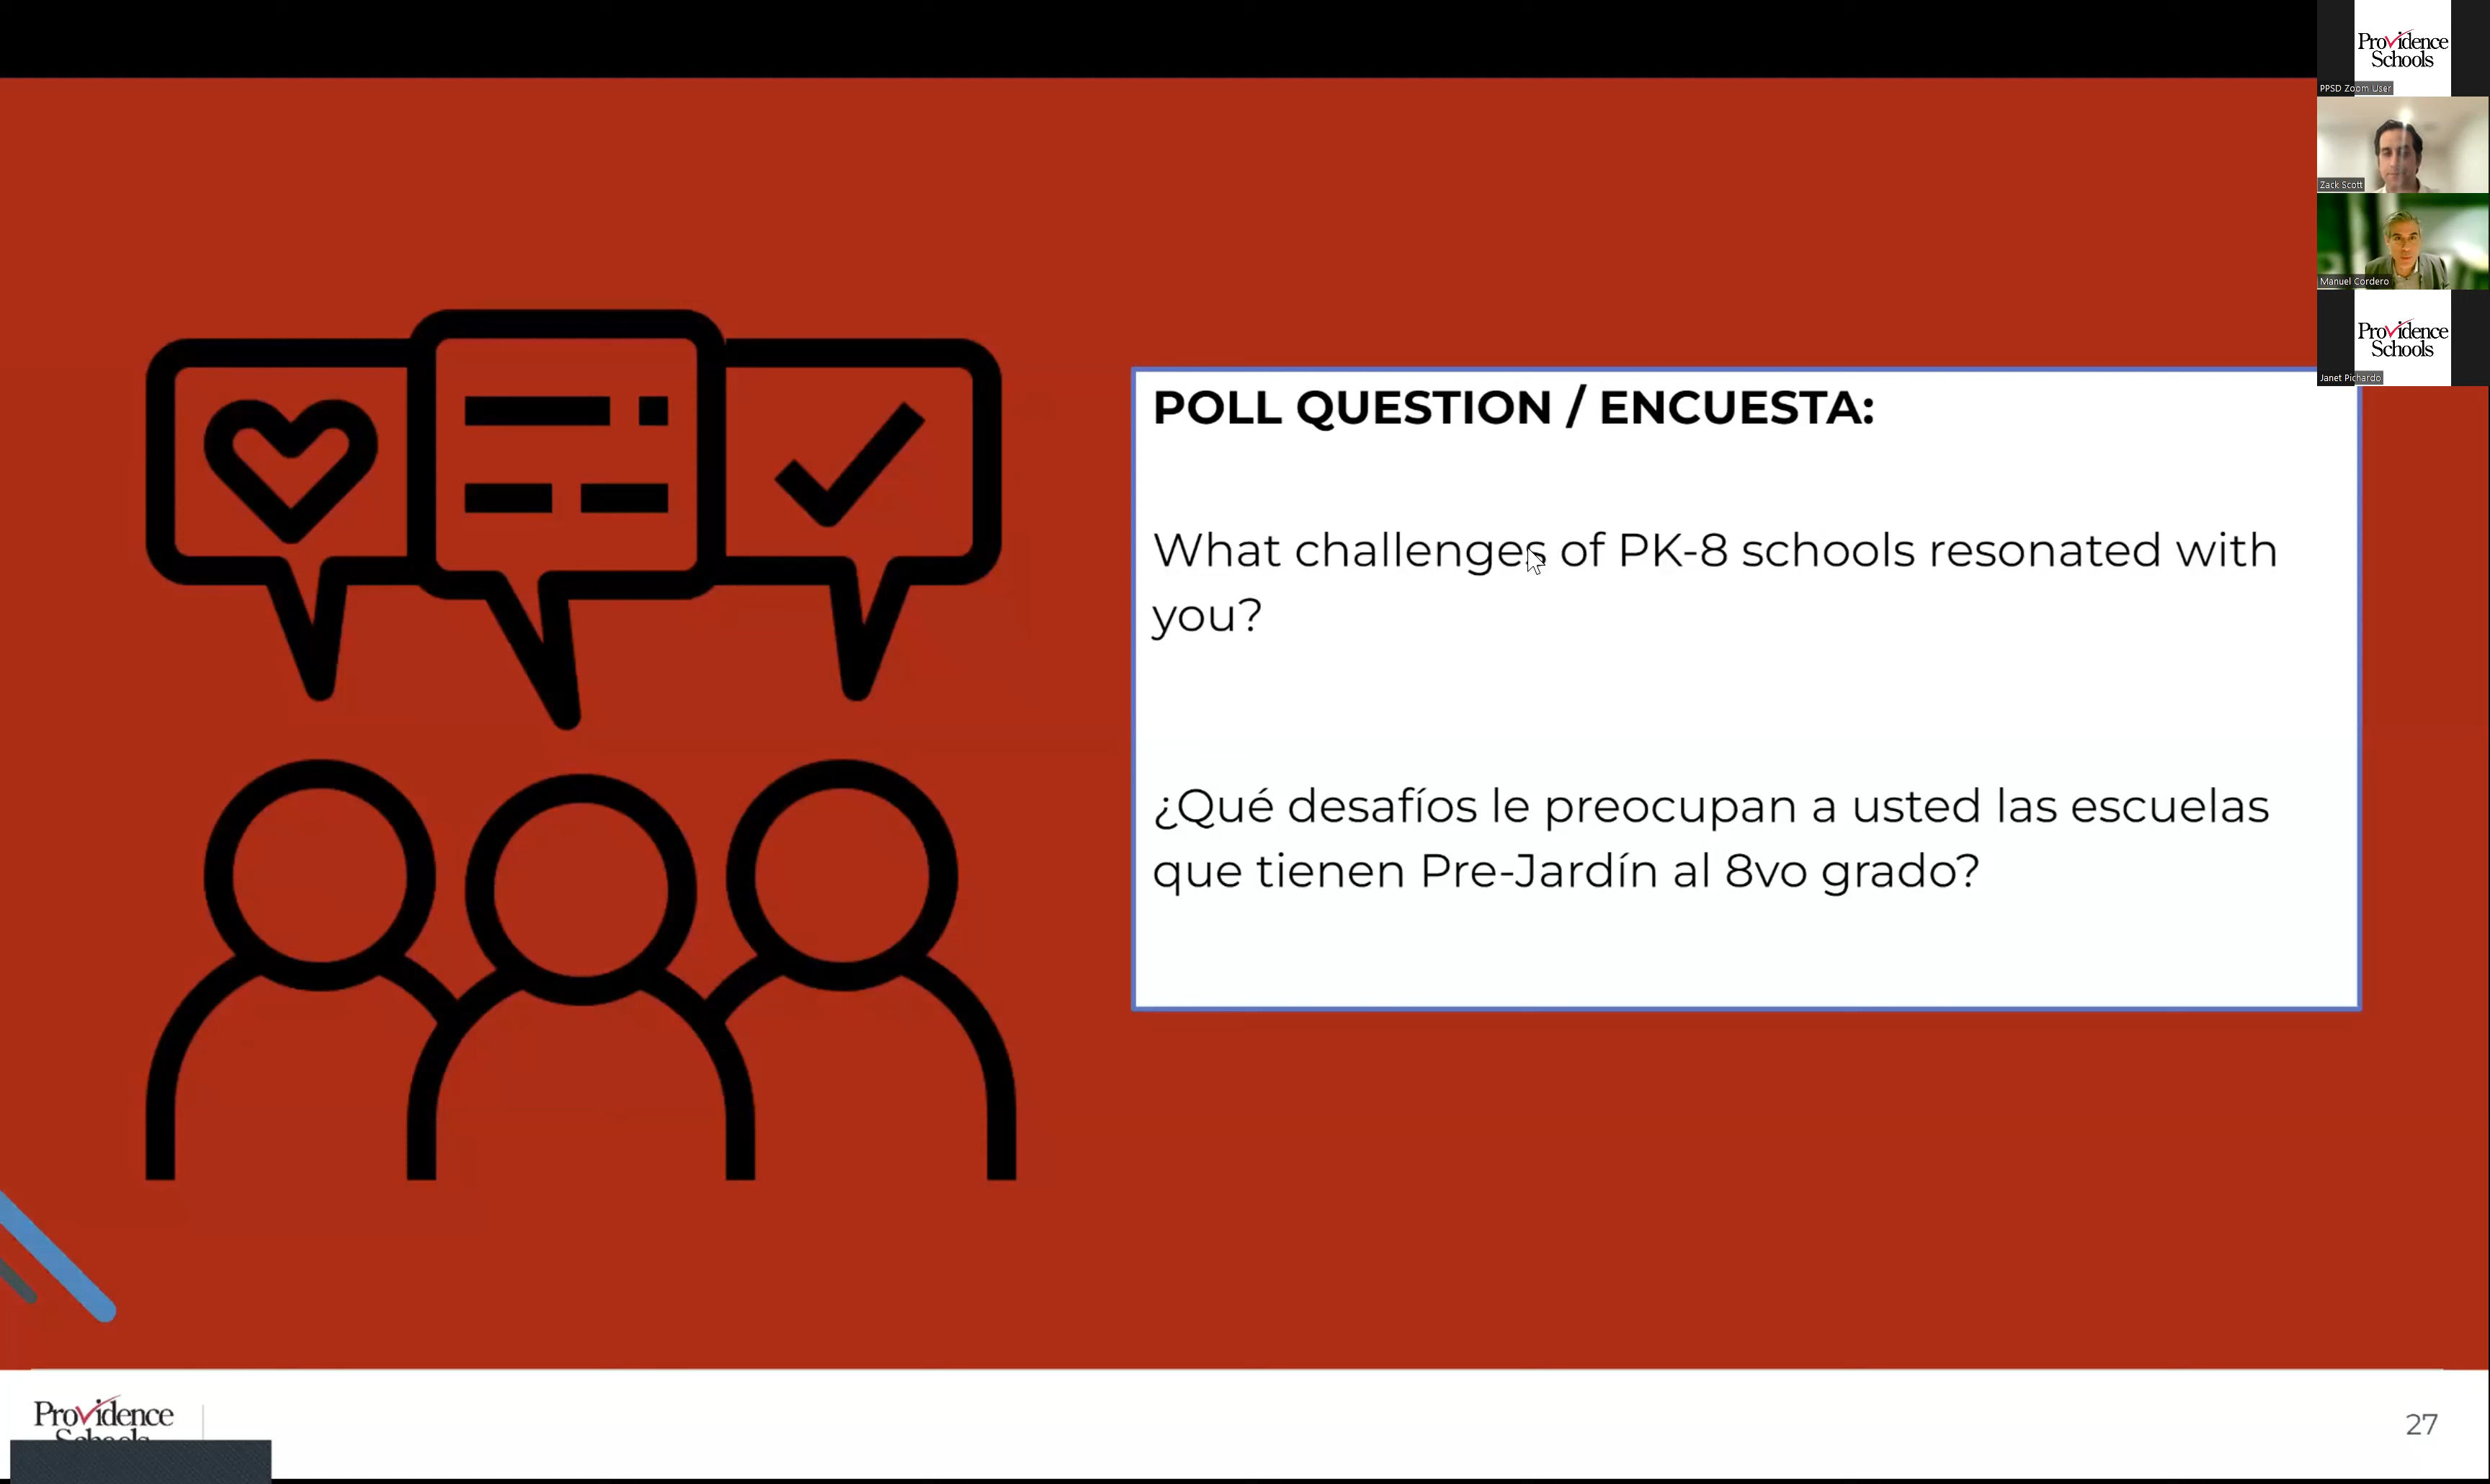 Providence
Schools
PPSD Zoom User
Zack Scott
Manuel Cordero
Providence
Schools
Janet Pichardo
POLL QUESTION / ENCUESTA:
What challenges of PK-8 schools resonated with
you?
¿Qué desafíos le preocupan a usted las escuelas
que tienen Pre-Jardín al 8vo grado?
Providence
Schools
27